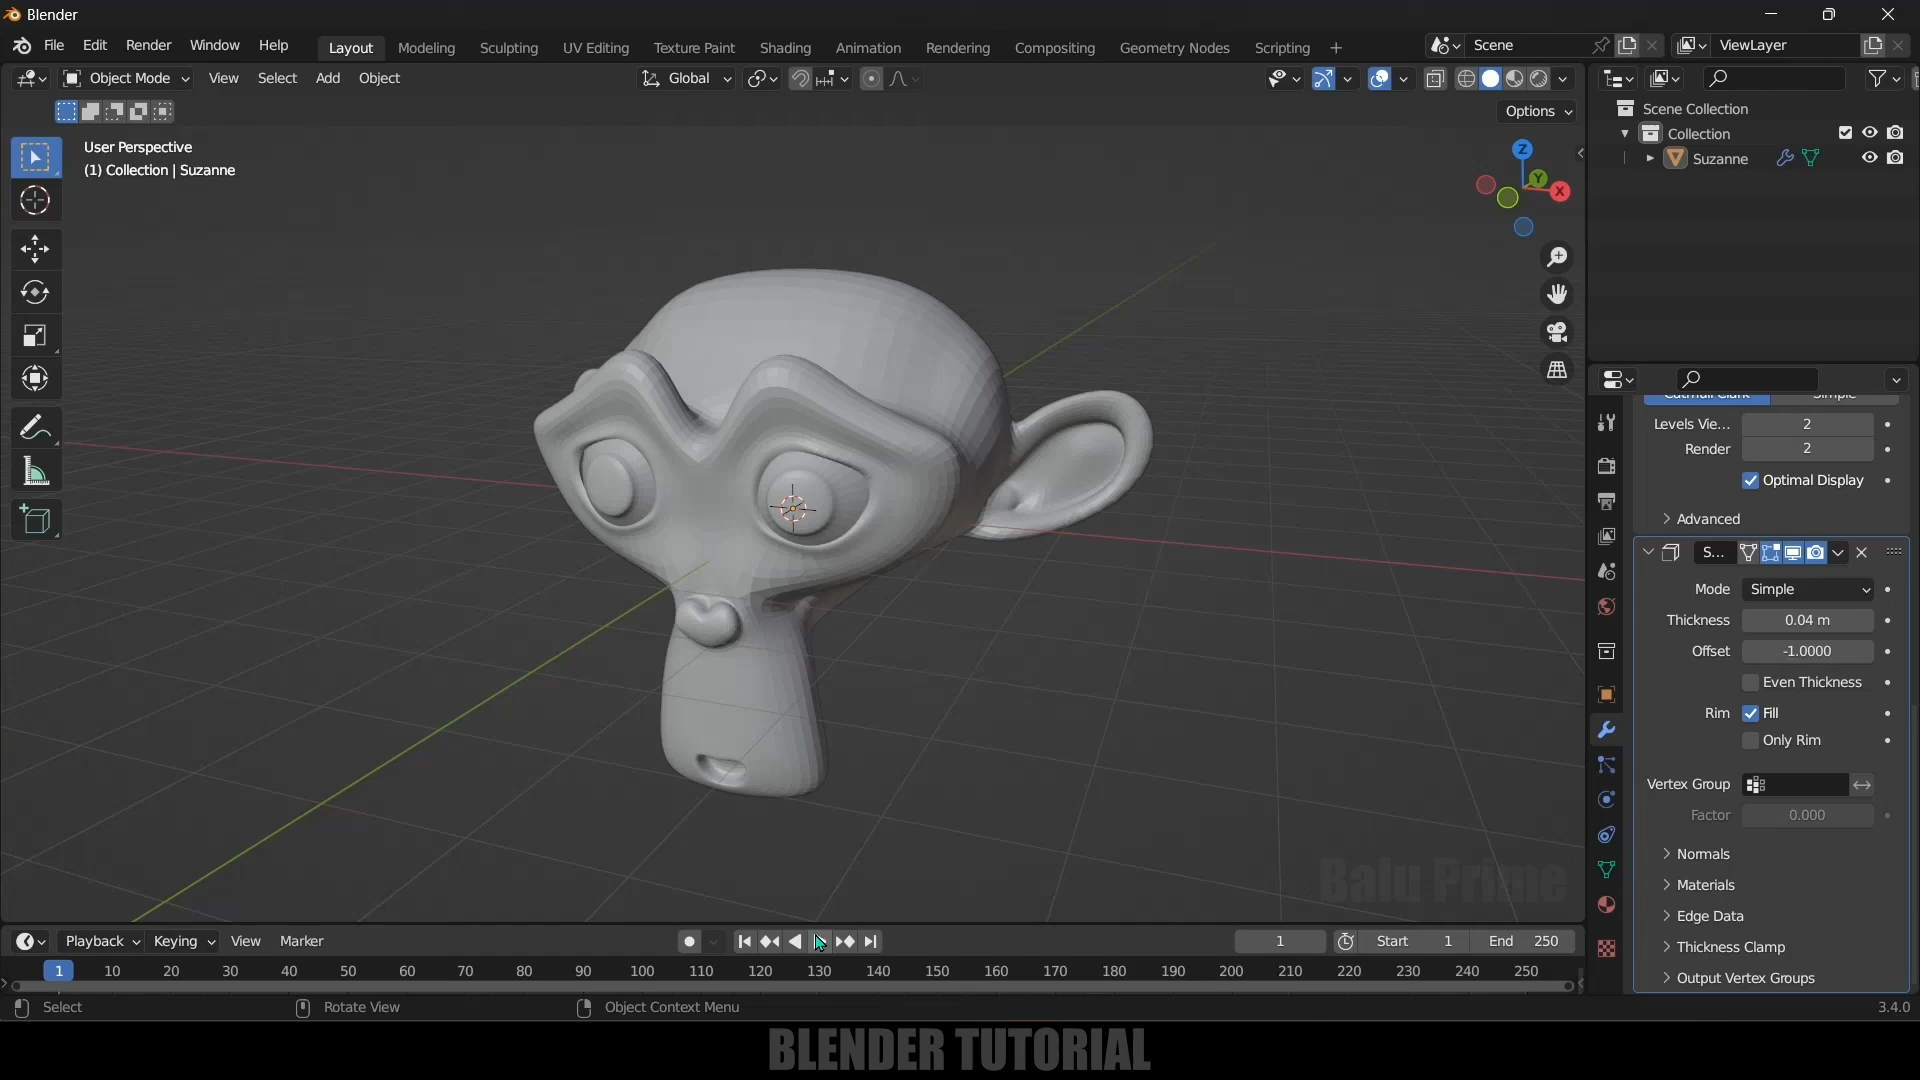 Blender
File Edit Render Window Help Layout Modeling Sculpting UV Editing Texture Paint Shading Animation Rendering Compositing Geometry Nodes Scripting + Scene ViewLayer
Object Mode View Select Add Object Global
Options
User Perspective
(1) Collection | Suzanne
Z
Y
X
Scene Collection
Collection
Suzanne
Catmull-Clark Simple
Levels Vie... 2
Render 2
Optimal Display
Advanced
S...
Mode Simple
Thickness 0.04 m
Offset -1.0000
Even Thickness
Rim Fill
Only Rim
Vertex Group
Factor 0.000
Normals
Materials
Edge Data
Thickness Clamp
Output Vertex Groups
Balu Prime
Playback Keying View Marker 1 Start 1 End 250
1 10 20 30 40 50 60 70 80 90 100 110 120 130 140 150 160 170 180 190 200 210 220 230 240 250
Select Rotate View Object Context Menu 3.4.0
BLENDER TUTORIAL